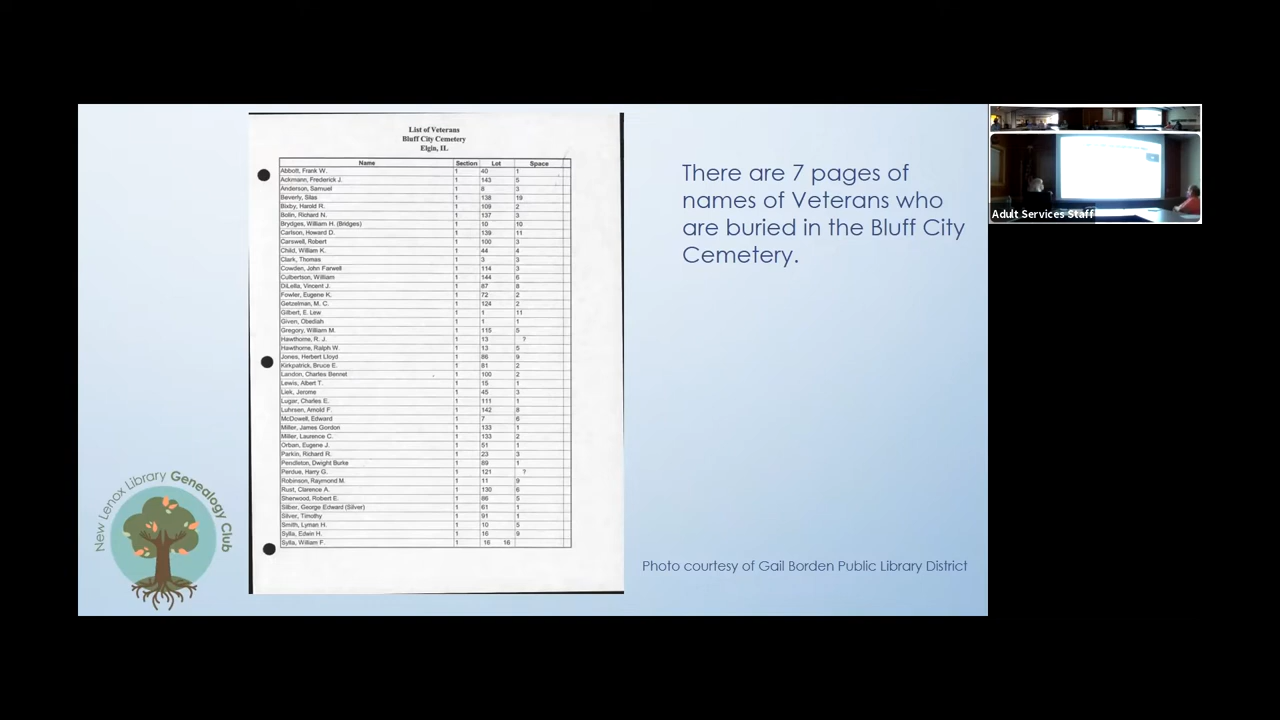 List of Veterans
Bluff City Cemetery
Elgin, IL
Name Section Lot Space
Abbott, Frank W. 1 40 1
Ackmann, Frederick J. 1 143 5
Anderson, Samuel 1 8 3
Beverly, Silas 1 138 19
Bixby, Harold R. 1 109 2
Bolin, Richard N. 1 137 3
Brydges, William H. (Bridges) 1 10 10
Carlson, Howard D. 1 139 11
Carswell, Robert 1 100 3
Child, William K. 1 44 4
Clark, Thomas 1 3 3
Cowden, John Farwell 1 114 3
Culbertson, William 1 144 6
DiLella, Vincent J. 1 87 8
Fowler, Eugene K. 1 72 2
Getzelman, M. C. 1 124 2
Gilbert, E. Lew 1 1 11
Given, Obediah 1 1 1
Gregory, William M. 1 115 5
Hawthorne, R. J. 1 13 ?
Hawthorne, Ralph W. 1 13 5
Jones, Herbert Lloyd 1 86 9
Kirkpatrick, Bruce E. 1 81 2
Landon, Charles Bennet 1 100 2
Lewis, Albert T. 1 15 1
Liek, Jerome 1 45 3
Lugar, Charles E. 1 111 1
Luhrsen, Arnold F. 1 142 8
McDowell, Edward 1 7 6
Miller, James Gordon 1 133 1
Miller, Laurence C. 1 133 2
Orban, Eugene J. 1 51 1
Parkin, Richard R. 1 23 3
Pendleton, Dwight Burke 1 89 1
Perdue, Harry G. 1 121 ?
Robinson, Raymond M. 1 11 9
Rust, Clarence A. 1 130 6
Sherwood, Robert E. 1 86 5
Silber, George Edward (Silver) 1 61 1
Silver, Timothy 1 91 1
Smith, Lyman H. 1 10 5
Sylla, Edwin H. 1 16 9
Sylla, William F. 1 16 16
There are 7 pages of
names of Veterans who
are buried in the Bluff City
Cemetery.
Photo courtesy of Gail Borden Public Library District
New Lenox Library Genealogy Club
Adult Services Staff